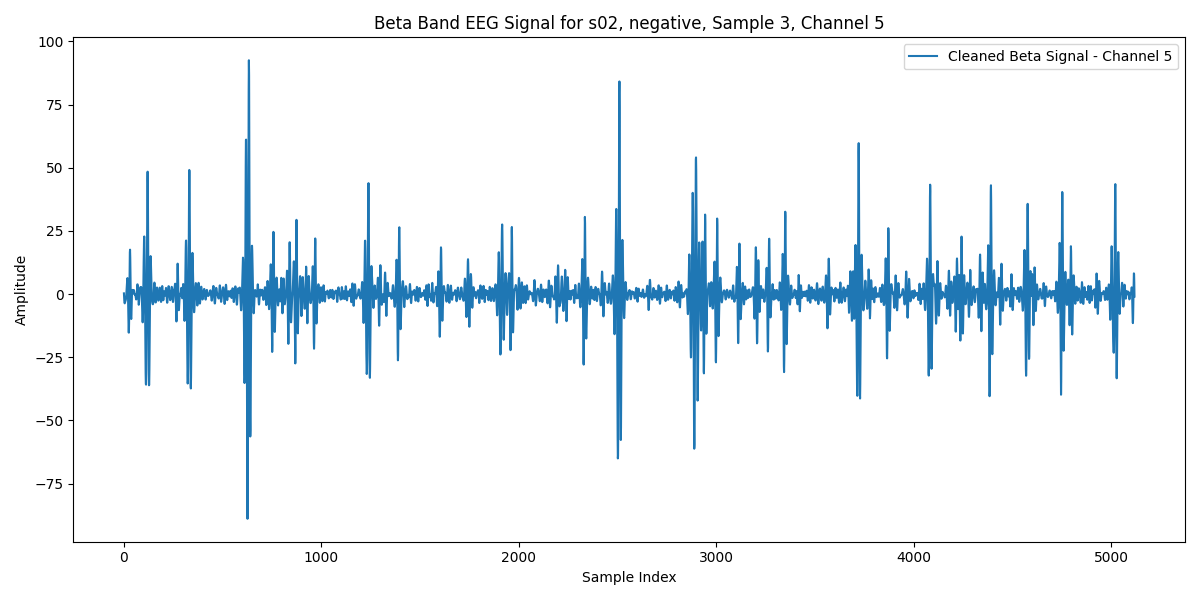 Beta Band EEG Signal for s02, negative, Sample 3, Channel 5
Cleaned Beta Signal - Channel 5
Amplitude
100
75
50
25
0
−25
−50
−75
0 1000 2000 3000 4000 5000
Sample Index